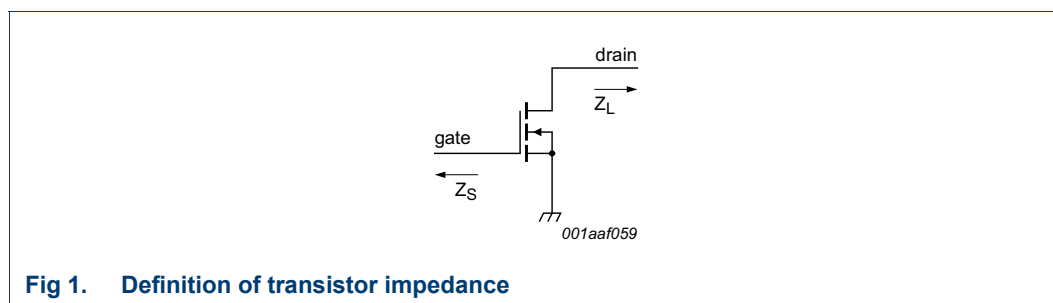 drain
Z_L
gate
Z_S
001aaf059
Fig 1. Definition of transistor impedance